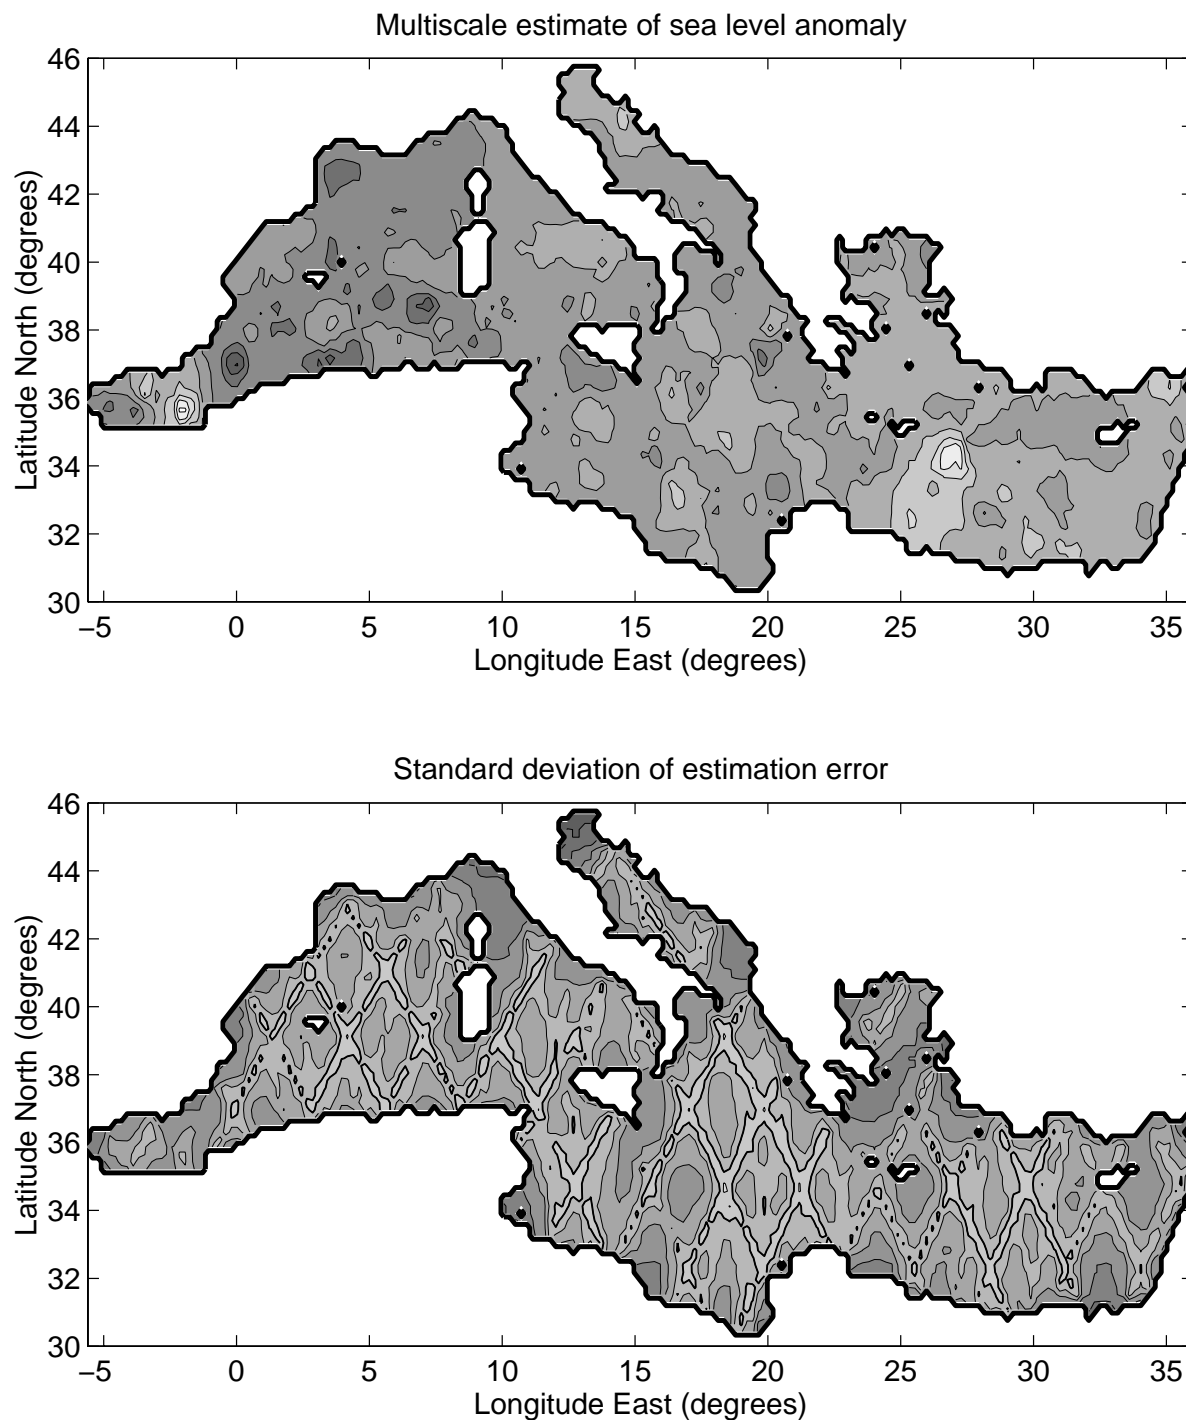 Multiscale estimate of sea level anomaly
46
44
42
40
38
36
34
32
30
Latitude North (degrees)
−5 0 5 10 15 20 25 30 35
Longitude East (degrees)
Standard deviation of estimation error
46
44
42
40
38
36
34
32
30
Latitude North (degrees)
−5 0 5 10 15 20 25 30 35
Longitude East (degrees)